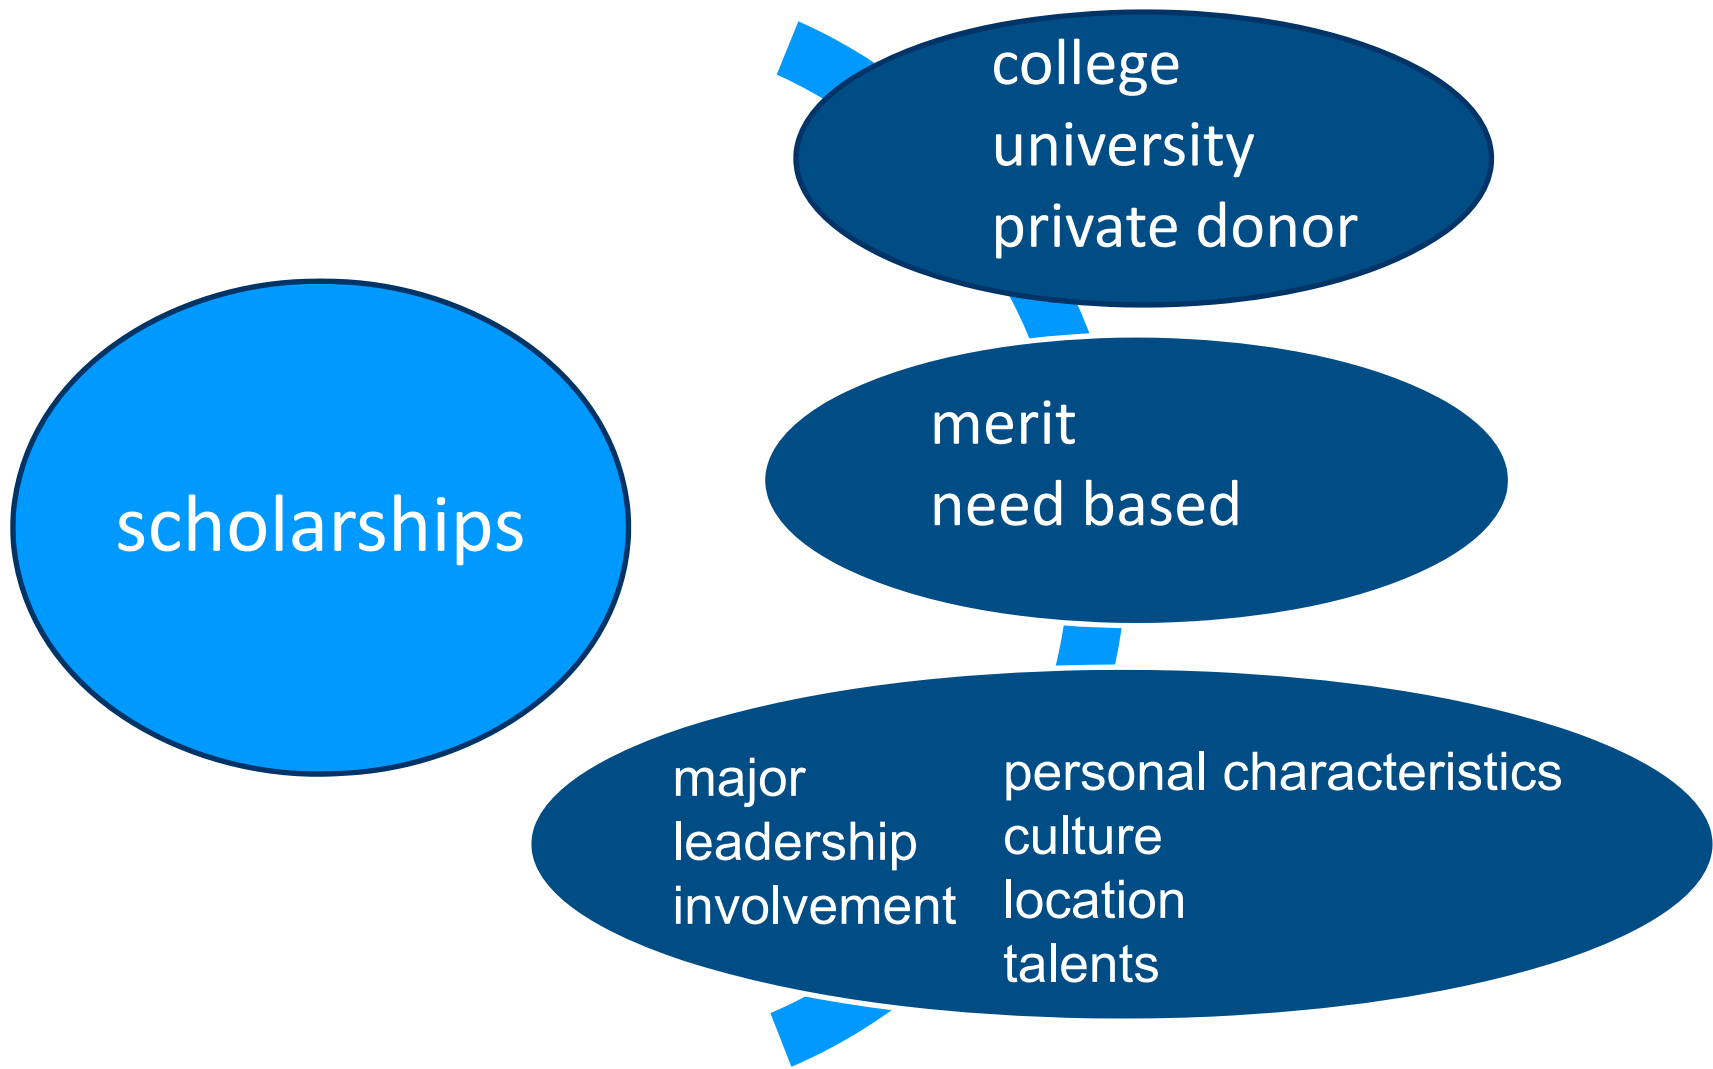 scholarships
college
university
private donor
merit
need based
major
leadership
involvement
personal characteristics
culture
location
talents